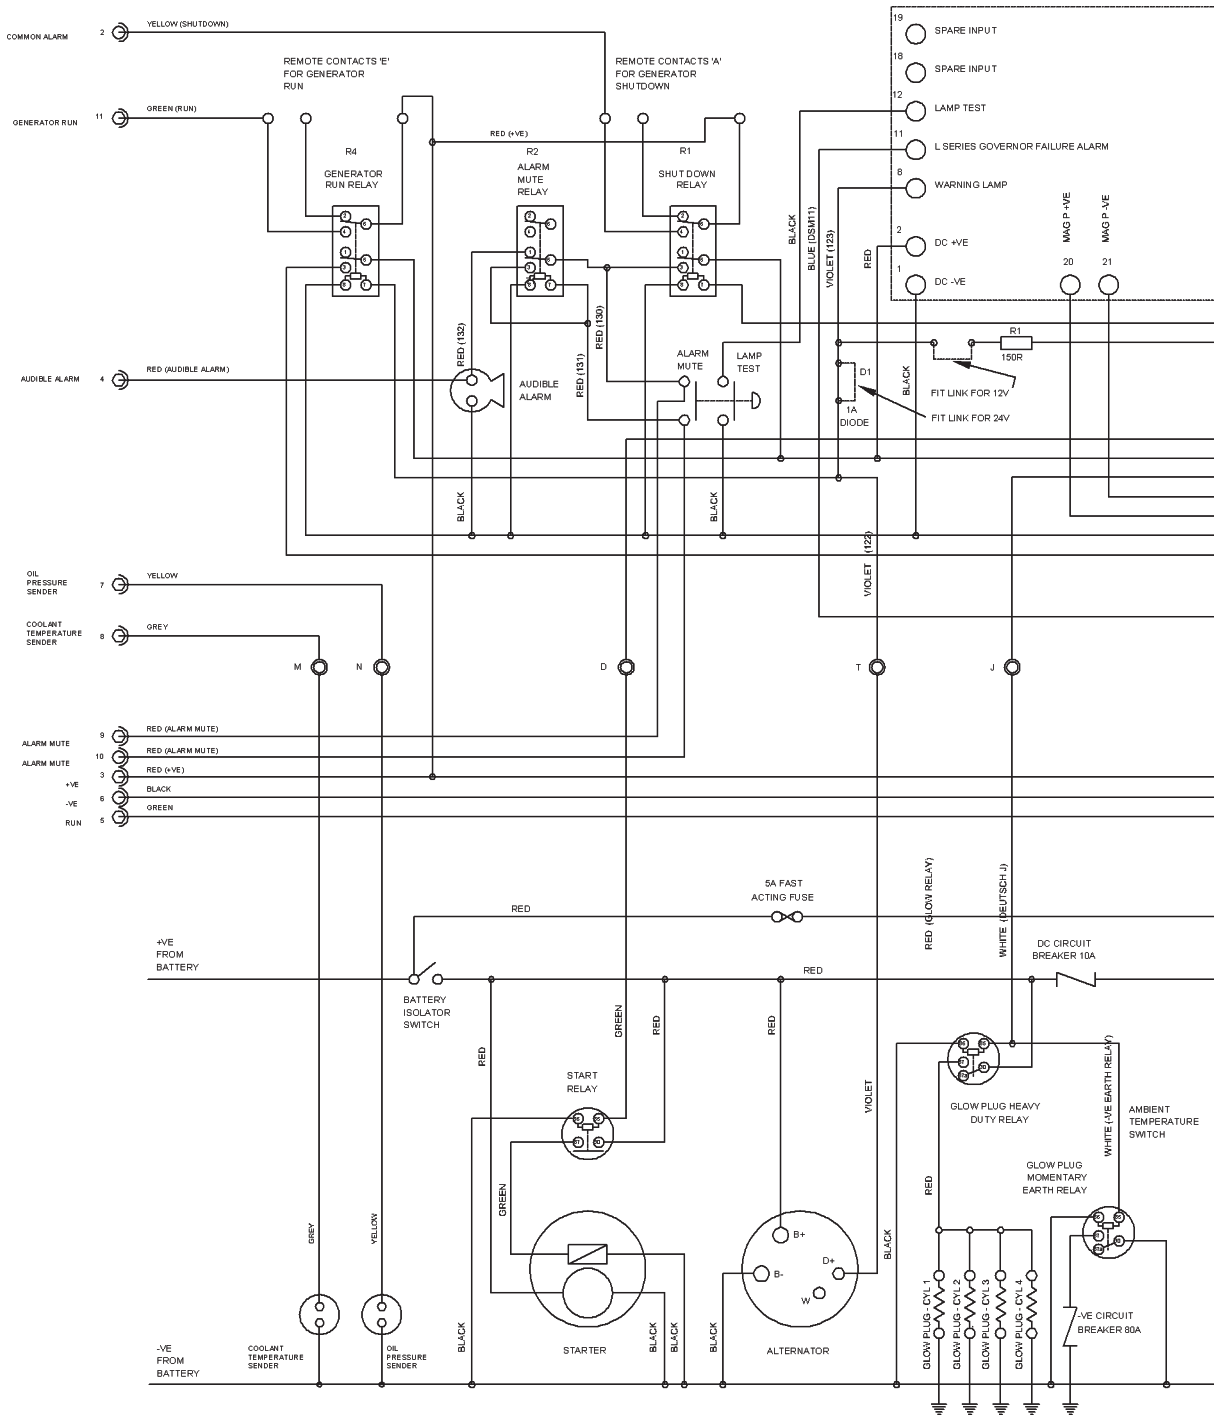 19
SPARE INPUT
18
SPARE INPUT
12
LAMP TEST
11
L SERIES GOVERNOR FAILURE ALARM
8
WARNING LAMP
2
DC +VE
1
DC -VE
MAG P +VE
20
MAG P -VE
21
COMMON ALARM
2
YELLOW (SHUTDOWN)
REMOTE CONTACTS 'E'
FOR GENERATOR
RUN
REMOTE CONTACTS 'A'
FOR GENERATOR
SHUTDOWN
GENERATOR RUN
11
GREEN (RUN)
RED (+VE)
R4
GENERATOR
RUN RELAY
R2
ALARM
MUTE
RELAY
R1
SHUT DOWN
RELAY
BLACK
BLUE (DSM11)
VIOLET (123)
RED
RED (132)
RED (131)
RED (130)
ALARM
MUTE
LAMP
TEST
AUDIBLE ALARM
4
RED (AUDIBLE ALARM)
AUDIBLE
ALARM
D1
1A
DIODE
BLACK
R1
150R
FIT LINK FOR 12V
FIT LINK FOR 24V
BLACK
BLACK
VIOLET (122)
OIL
PRESSURE
SENDER
7
YELLOW
COOLANT
TEMPERATURE
SENDER
8
GREY
M
N
D
T
J
ALARM MUTE
9
RED (ALARM MUTE)
ALARM MUTE
10
RED (ALARM MUTE)
+VE
3
RED (+VE)
-VE
6
BLACK
RUN
5
GREEN
5A FAST
ACTING FUSE
RED
RED (GLOW RELAY)
WHITE (DEUTSCH J)
+VE
FROM
BATTERY
BATTERY
ISOLATOR
SWITCH
RED
DC CIRCUIT
BREAKER 10A
RED
GREEN
RED
RED
START
RELAY
GLOW PLUG HEAVY
DUTY RELAY
WHITE (-VE EARTH RELAY)
AMBIENT
TEMPERATURE
SWITCH
GLOW PLUG
MOMENTARY
EARTH RELAY
VIOLET
RED
GREEN
GREY
YELLOW
BLACK
B+
B-
D+
W
GLOW PLUG - CYL 1
GLOW PLUG - CYL 2
GLOW PLUG - CYL 3
GLOW PLUG - CYL 4
-VE CIRCUIT
BREAKER 80A
-VE
FROM
BATTERY
COOLANT
TEMPERATURE
SENDER
OIL
PRESSURE
SENDER
BLACK
STARTER
BLACK
BLACK
BLACK
ALTERNATOR